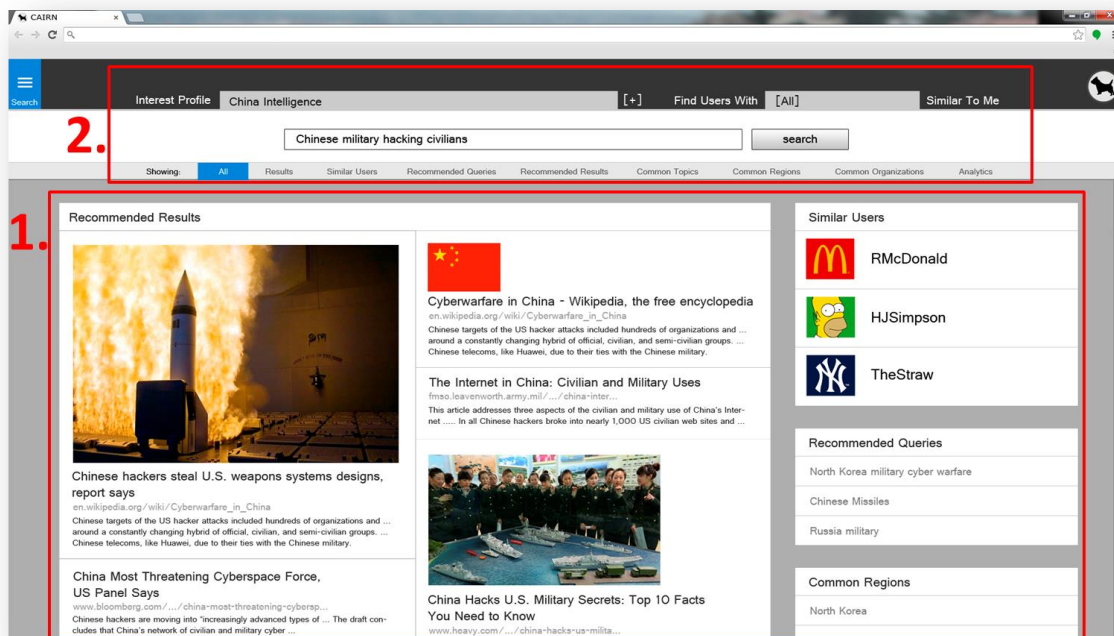 CAIRN
Search
Interest Profile
China Intelligence
[+]
Find Users With
[All]
Similar To Me
2.
Chinese military hacking civilians
search
Showing:
All
Results
Similar Users
Recommended Queries
Recommended Results
Common Topics
Common Regions
Common Organizations
Analytics
1.
Recommended Results
Chinese hackers steal U.S. weapons systems designs,
report says
en.wikipedia.org/wiki/Cyberwarfare_in_China
Chinese targets of the US hacker attacks included hundreds of organizations and ...
around a constantly changing hybrid of official, civilian, and semi-civilian groups. ...
Chinese telecoms, like Huawei, due to their ties with the Chinese military.
China Most Threatening Cyberspace Force,
US Panel Says
www.bloomberg.com/.../china-most-threatening-cybersp...
Chinese hackers are moving into "increasingly advanced types of ... The draft con-
cludes that China's network of civilian and military cyber ...
Cyberwarfare in China - Wikipedia, the free encyclopedia
en.wikipedia.org/wiki/Cyberwarfare_in_China
Chinese targets of the US hacker attacks included hundreds of organizations and ...
around a constantly changing hybrid of official, civilian, and semi-civilian groups. ...
Chinese telecoms, like Huawei, due to their ties with the Chinese military.
The Internet in China: Civilian and Military Uses
fmso.leavenworth.army.mil/.../china-inter...
This article addresses three aspects of the civilian and military use of China's Inter-
net ..... In all Chinese hackers broke into nearly 1,000 US civilian web sites and ...
China Hacks U.S. Military Secrets: Top 10 Facts
You Need to Know
www.heavy.com/.../china-hacks-us-milita...
Similar Users
RMcDonald
HJSimpson
TheStraw
Recommended Queries
North Korea military cyber warfare
Chinese Missiles
Russia military
Common Regions
North Korea